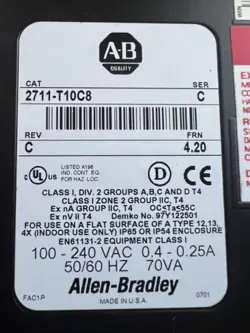 AB
QUALITY
CAT SER
2711-T10C8 C
REV FRN
C 4.20
LISTED A196
IND. CONT. EQ.
FOR HAZ. LOC.
CLASS I, DIV. 2 GROUPS A,B,C AND D T4
CLASS I ZONE 2 GROUP IIC, T4
Ex nA GROUP IIC, T4 OC<Ta<55C
Ex nV II T4 Demko No. 97Y122501
FOR USE ON A FLAT SURFACE OF A TYPE 12,13,
4X (INDOOR USE ONLY) IP65 OR IP54 ENCLOSURE
EN61131-2 EQUIPMENT CLASS I
100 - 240 VAC 0.4 - 0.25A
50/60 HZ 70VA
Allen-Bradley
FAC1P MADE IN U.S.A. 0701